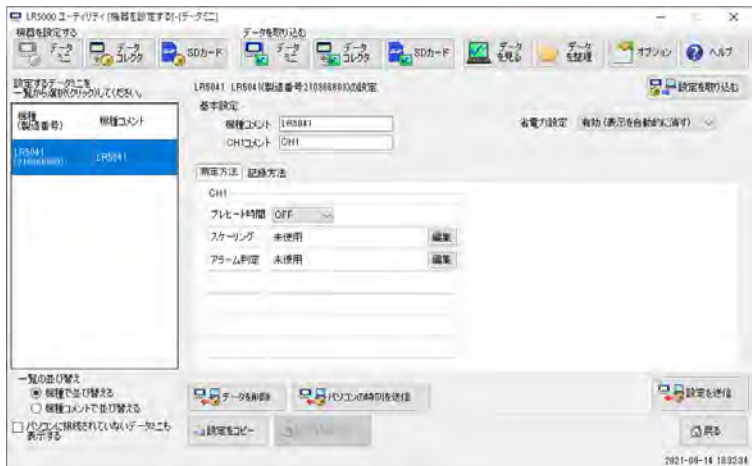 LR5000 ユーティリティ [機器を設定する]-[データミニ]
機器を設定する
データを取り込む
データミニ
データコレクタ
SDカード
データミニ
データコレクタ
SDカード
データを見る
データを整理
オプション
ヘルプ
設定するデータミニを
一覧から選択(クリック)してください。
LR5041 LR5041(製造番号210366803)の設定
設定を取り込む
機種
(製造番号)
機種コメント
LR5041
LR5041
基本設定
機種コメント LR5041
CH1コメント CH1
省電力設定 有効(表示を自動的に消す)
測定方法 記録方法
CH1
プレヒート時間 OFF
スケーリング 未使用 編集
アラーム判定 未使用 編集
一覧の並び替え
機種で並び替える
機種コメントで並び替える
パソコンに接続されていないデータミニも
表示する
データを削除
パソコンの時刻を送信
設定を送信
設定をコピー
戻る
2021-09-14 18:32:34